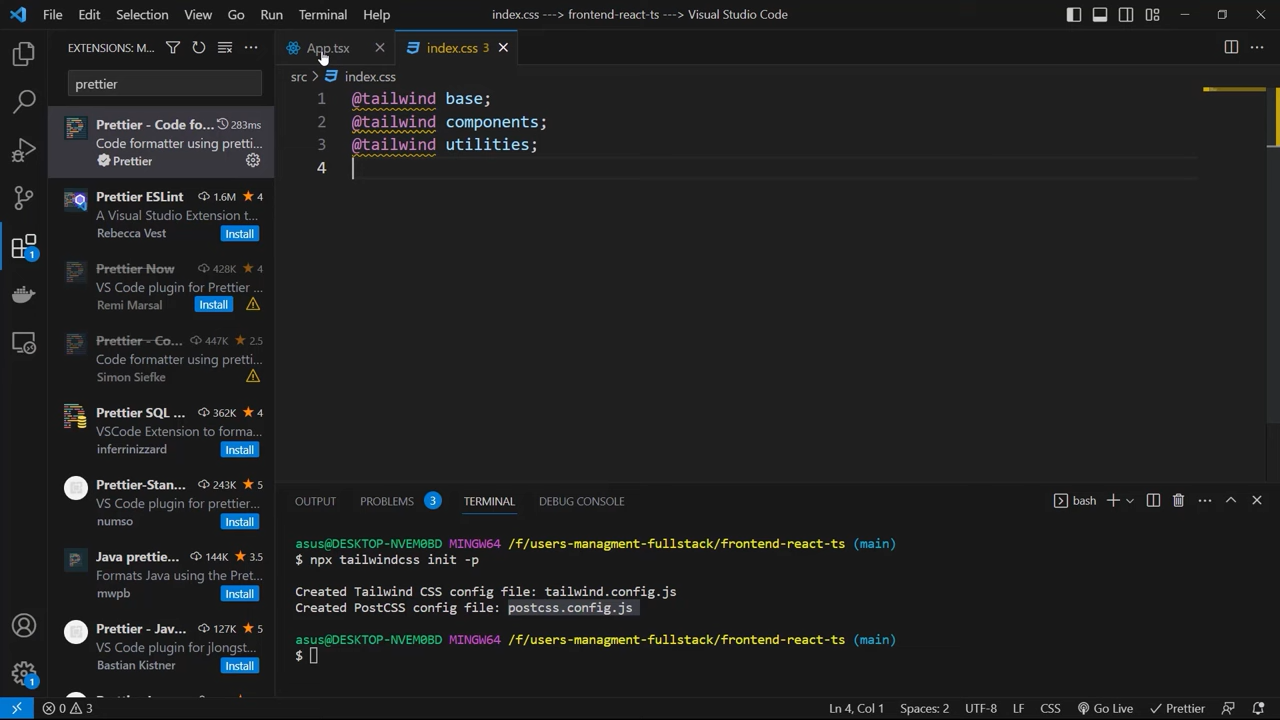 File Edit Selection View Go Run Terminal Help
index.css ---> frontend-react-ts ---> Visual Studio Code
EXTENSIONS: M...
prettier
Prettier - Code fo... 283ms
Code formatter using pretti...
Prettier
Prettier ESLint 1.6M 4
A Visual Studio Extension t...
Rebecca Vest Install
Prettier Now 428K 4
VS Code plugin for Prettier ...
Remi Marsal Install
Prettier - Co... 447K 2.5
Code formatter using pretti...
Simon Siefke
Prettier SQL ... 362K 4
VSCode Extension to forma...
inferrinizzard Install
Prettier-Stan... 243K 5
VS Code plugin for prettier...
numso Install
Java prettie... 144K 3.5
Formats Java using the Pret...
mwpb Install
Prettier - Jav... 127K 5
VS Code plugin for jlongst...
Bastian Kistner Install
1
1
App.tsx index.css 3
src > index.css
1 @tailwind base;
2 @tailwind components;
3 @tailwind utilities;
4
OUTPUT PROBLEMS 3 TERMINAL DEBUG CONSOLE bash
asus@DESKTOP-NVEM0BD MINGW64 /f/users-managment-fullstack/frontend-react-ts (main)
$ npx tailwindcss init -p
Created Tailwind CSS config file: tailwind.config.js
Created PostCSS config file: postcss.config.js
asus@DESKTOP-NVEM0BD MINGW64 /f/users-managment-fullstack/frontend-react-ts (main)
$
0 3 Ln 4, Col 1 Spaces: 2 UTF-8 LF CSS Go Live Prettier